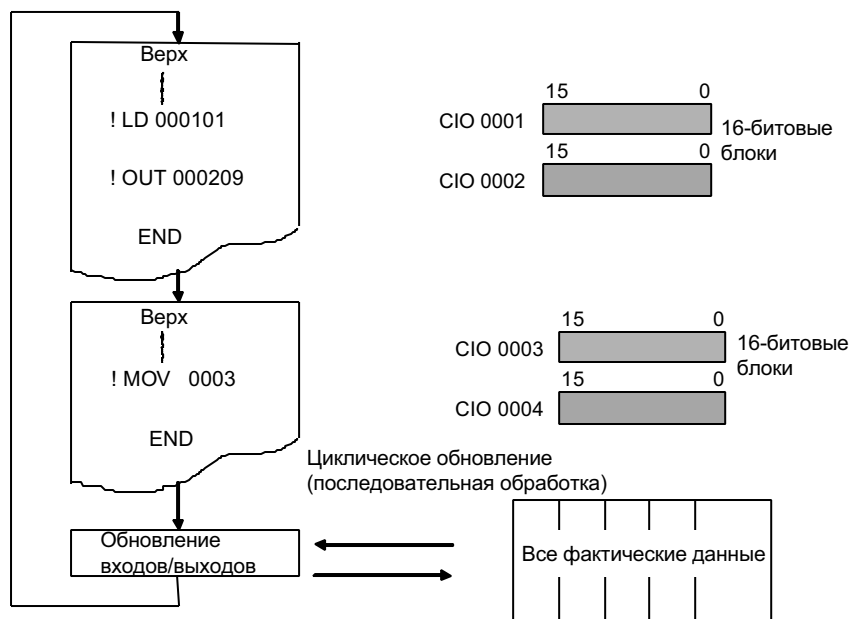 Верх
! LD 000101
! OUT 000209
END
15 0
CIO 0001
16-битовые
блоки
15 0
CIO 0002
Верх
! MOV 0003
END
15 0
CIO 0003
16-битовые
блоки
15 0
CIO 0004
Циклическое обновление
(последовательная обработка)
Обновление
входов/выходов
Все фактические данные